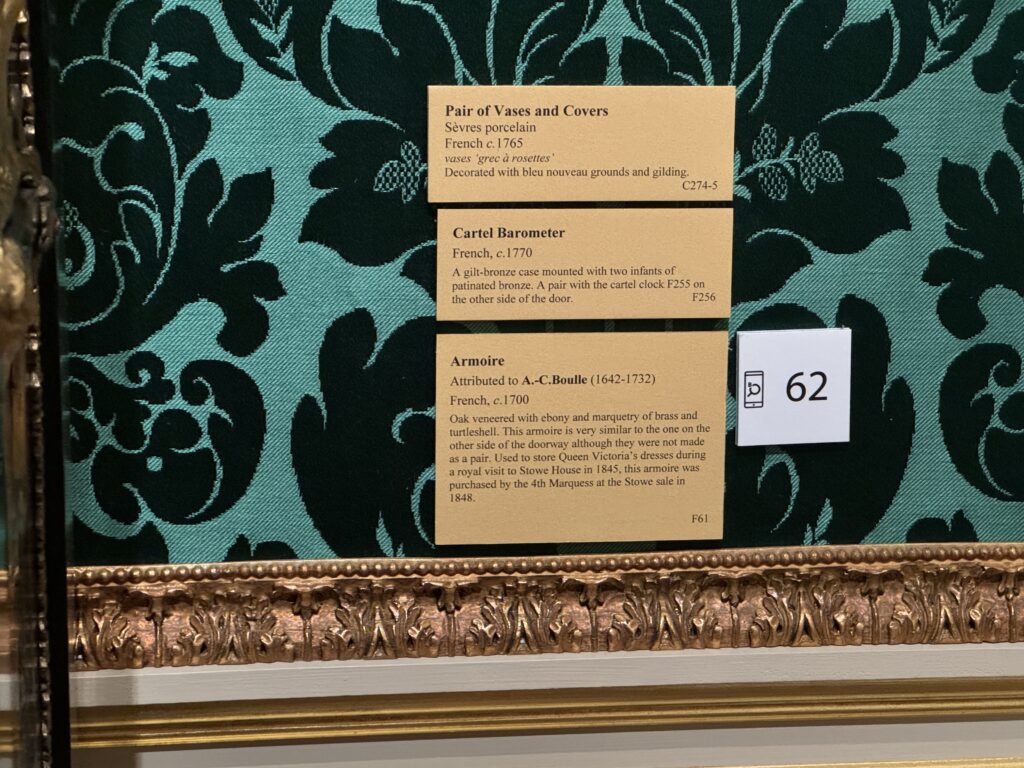 Pair of Vases and Covers
Sèvres porcelain
French c.1765
vases 'grec à rosettes'
Decorated with bleu nouveau grounds and gilding.
C274-5
Cartel Barometer
French, c.1770
A gilt-bronze case mounted with two infants of
patinated bronze. A pair with the cartel clock F255 on
the other side of the door.
F256
Armoire
Attributed to A.-C.Boulle (1642-1732)
French, c.1700
Oak veneered with ebony and marquetry of brass and
turtleshell. This armoire is very similar to the one on the
other side of the doorway although they were not made
as a pair. Used to store Queen Victoria's dresses during
a royal visit to Stowe House in 1845, this armoire was
purchased by the 4th Marquess at the Stowe sale in
1848.
F61
62